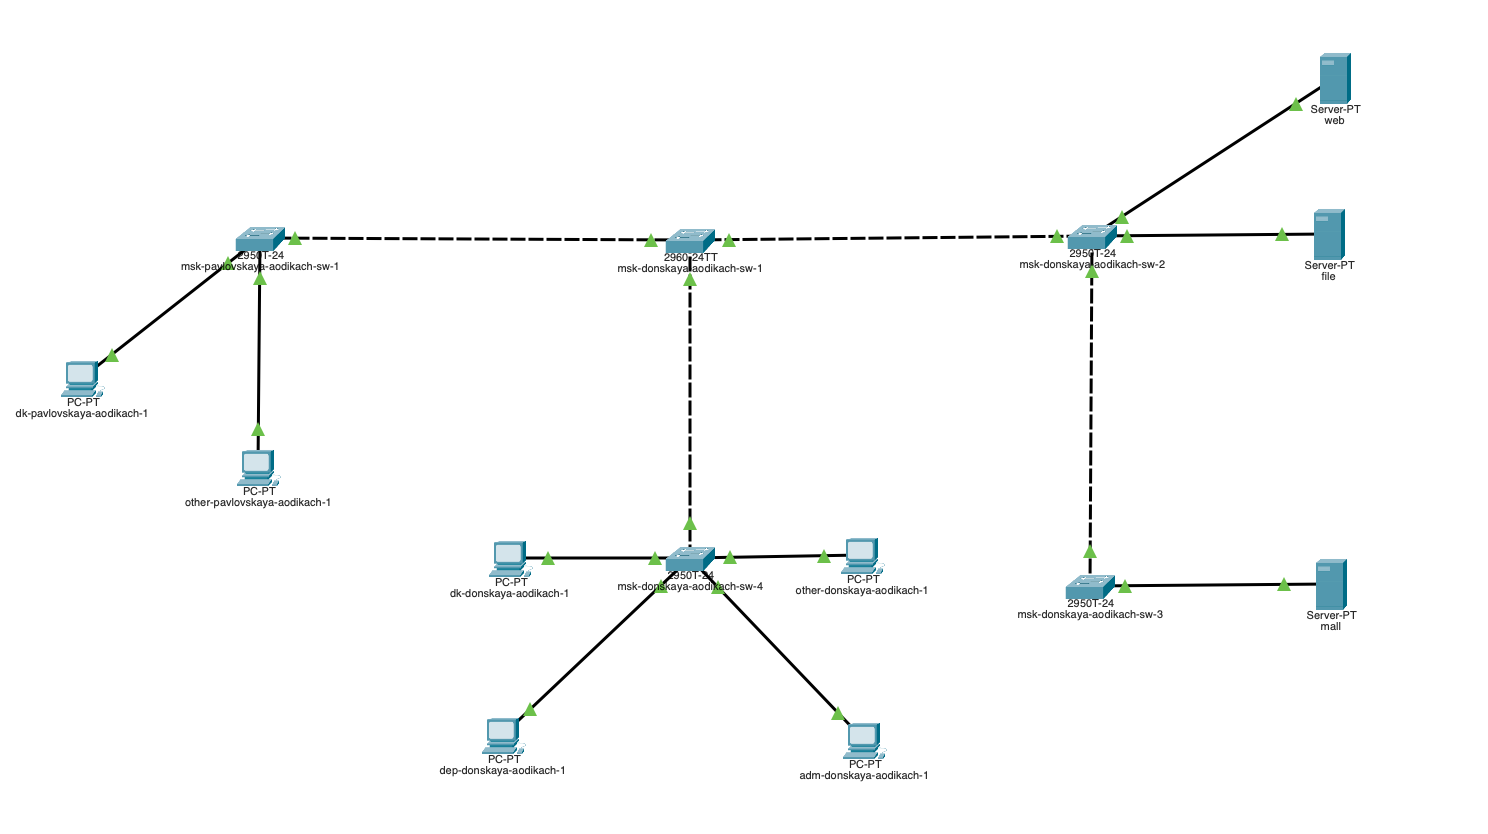 Server-PT
web
2950T-24
msk-pavlovskaya-aodikach-sw-1
2960-24TT
msk-donskaya-aodikach-sw-1
2950T-24
msk-donskaya-aodikach-sw-2
Server-PT
file
PC-PT
dk-pavlovskaya-aodikach-1
PC-PT
other-pavlovskaya-aodikach-1
PC-PT
dk-donskaya-aodikach-1
2950T-24
msk-donskaya-aodikach-sw-4
PC-PT
other-donskaya-aodikach-1
2950T-24
msk-donskaya-aodikach-sw-3
Server-PT
mall
PC-PT
dep-donskaya-aodikach-1
PC-PT
adm-donskaya-aodikach-1